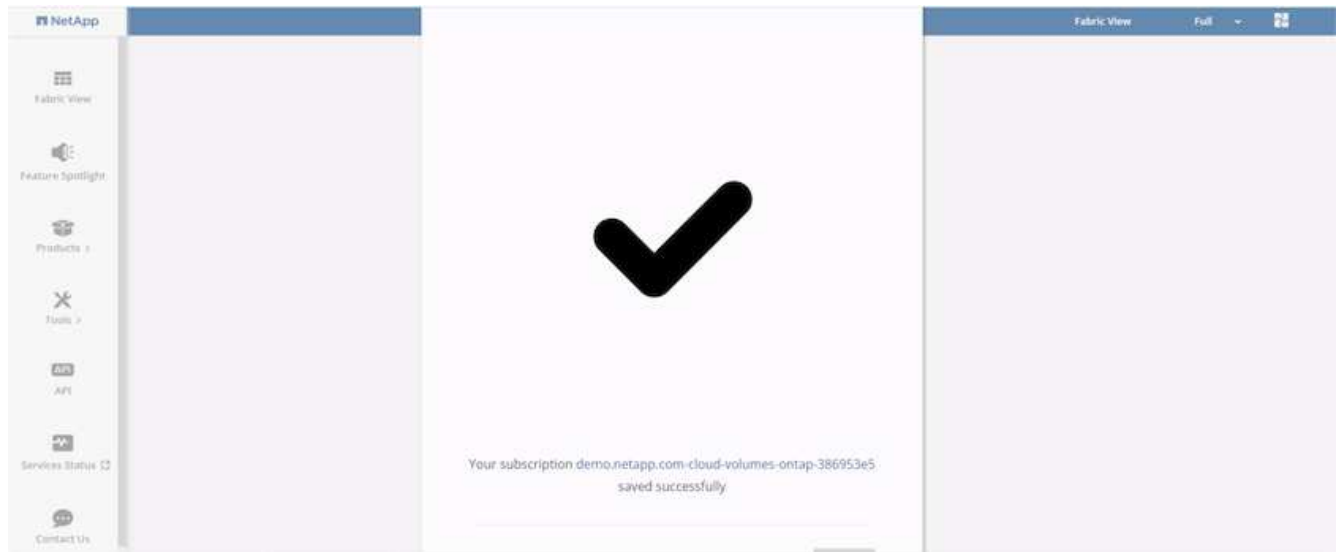 NetApp
Fabric View
Full
Fabric View
Feature Spotlight
Products >
Tools >
API
API
Services Status
Contact Us
Your subscription demo.netapp.com-cloud-volumes-ontap-386953e5
saved successfully